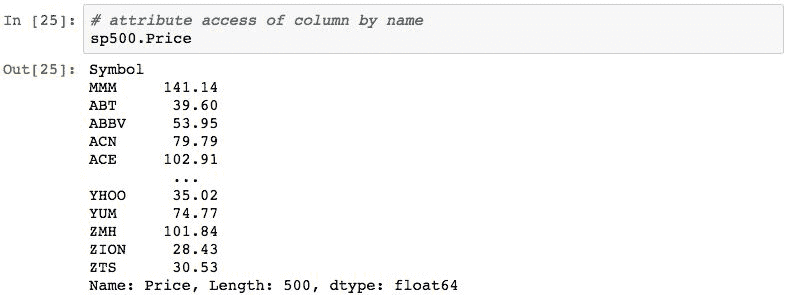 In [25]: # attribute access of column by name
sp500.Price
Out[25]: Symbol
MMM 141.14
ABT 39.60
ABBV 53.95
ACN 79.79
ACE 102.91
...
YHOO 35.02
YUM 74.77
ZMH 101.84
ZION 28.43
ZTS 30.53
Name: Price, Length: 500, dtype: float64